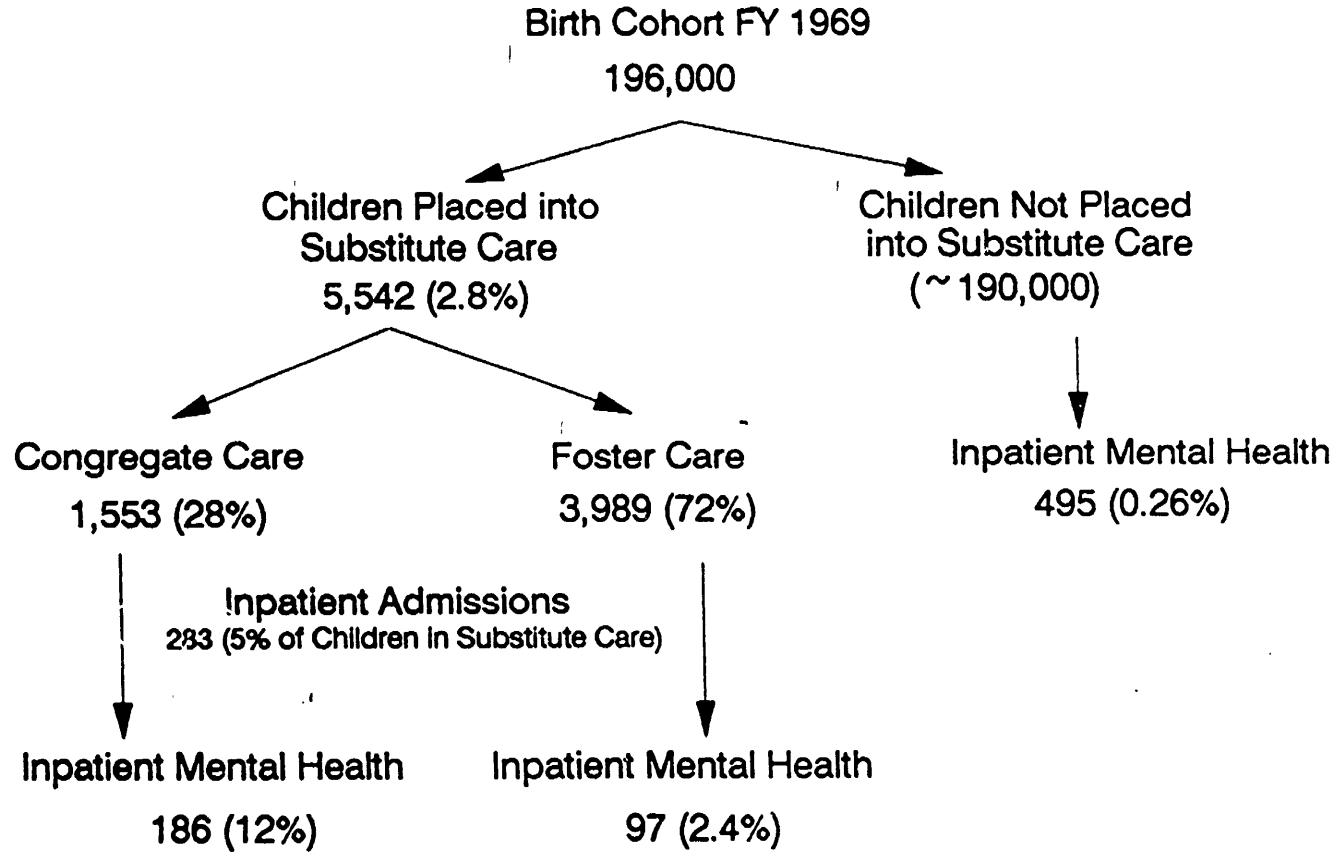 Birth Cohort FY 1969
196,000
Children Placed into
Substitute Care
5,542 (2.8%)
Children Not Placed
into Substitute Care
(~190,000)
Congregate Care
1,553 (28%)
Foster Care
3,989 (72%)
Inpatient Mental Health
495 (0.26%)
Inpatient Admissions
283 (5% of Children in Substitute Care)
Inpatient Mental Health
186 (12%)
Inpatient Mental Health
97 (2.4%)